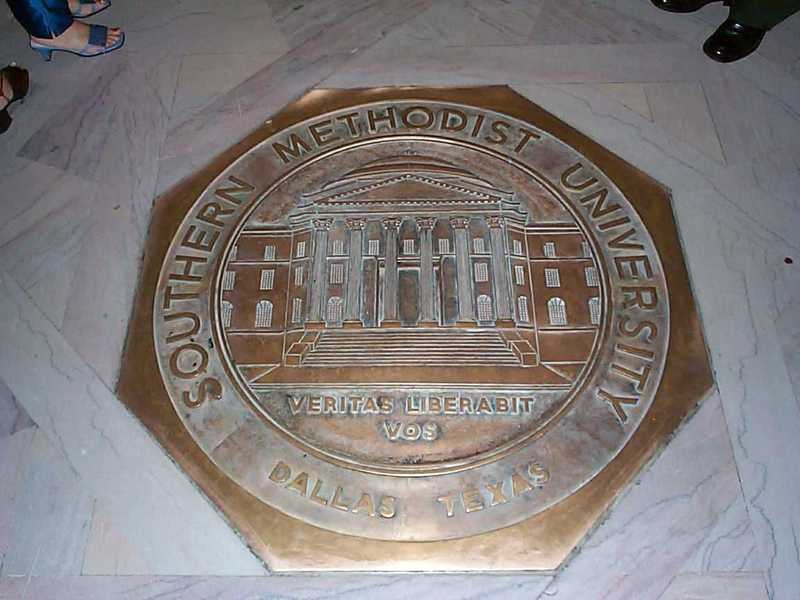 SOUTHERN METHODIST UNIVERSITY
VERITAS LIBERABIT
VOS
DALLAS TEXAS